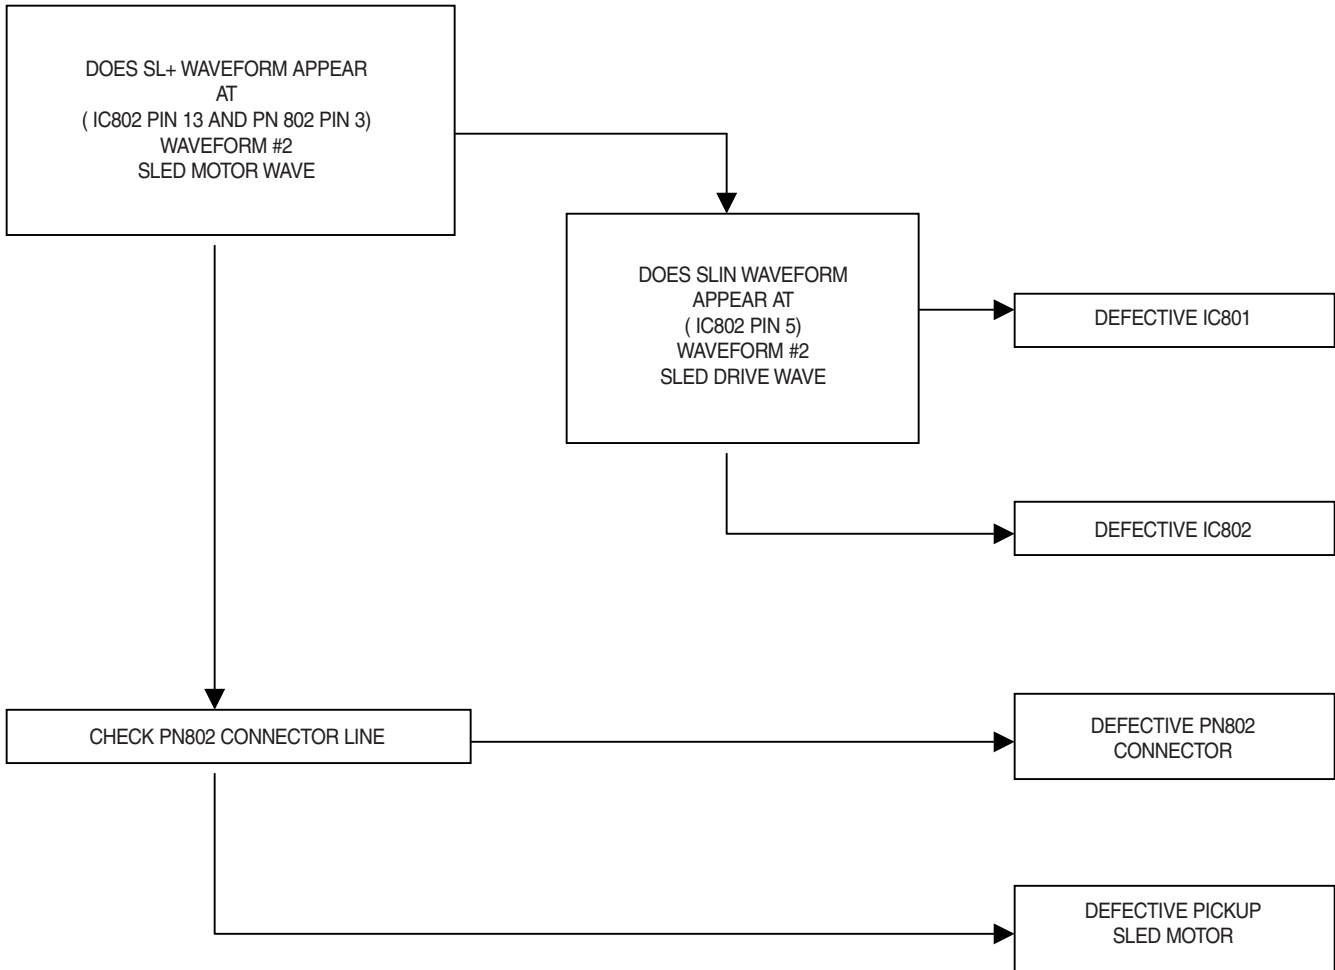 DOES SL+ WAVEFORM APPEAR
AT
( IC802 PIN 13 AND PN 802 PIN 3)
WAVEFORM #2
SLED MOTOR WAVE
DOES SLIN WAVEFORM
APPEAR AT
( IC802 PIN 5)
WAVEFORM #2
SLED DRIVE WAVE
DEFECTIVE IC801
DEFECTIVE IC802
CHECK PN802 CONNECTOR LINE
DEFECTIVE PN802
CONNECTOR
DEFECTIVE PICKUP
SLED MOTOR